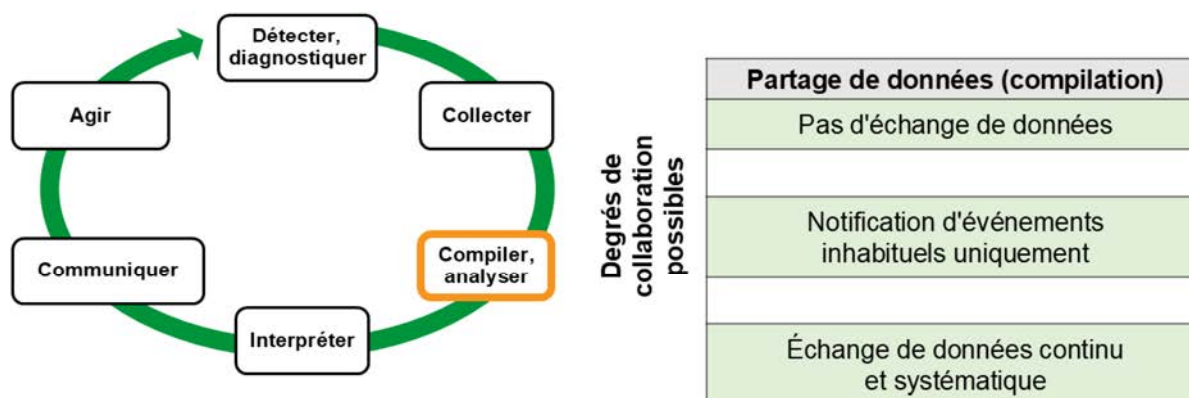 Détecter,
diagnostiquer
Agir
Collecter
Communiquer
Compiler,
analyser
Interpréter
Degrés de
collaboration
possibles
Partage de données (compilation)
Pas d'échange de données
Notification d'événements
inhabituels uniquement
Échange de données continu
et systématique